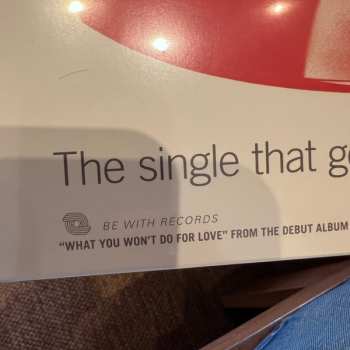 The single that g
BE WITH RECORDS
"WHAT YOU WON'T DO FOR LOVE" FROM THE DEBUT ALBUM